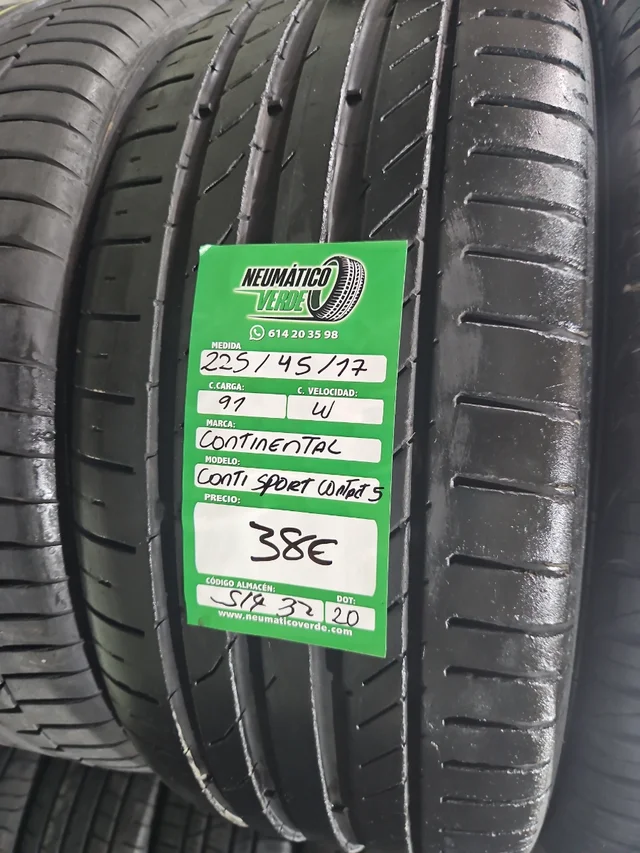 NEUMÁTICO
VERDE
614 20 35 98
MEDIDA
225/45/17
C.CARGA: C. VELOCIDAD:
91 W
MARCA:
CONTINENTAL
MODELO:
CONTI SPORT CONTACT 5
PRECIO:
38€
CÓDIGO ALMACÉN: DOT:
32 20
www.neumaticoverde.com